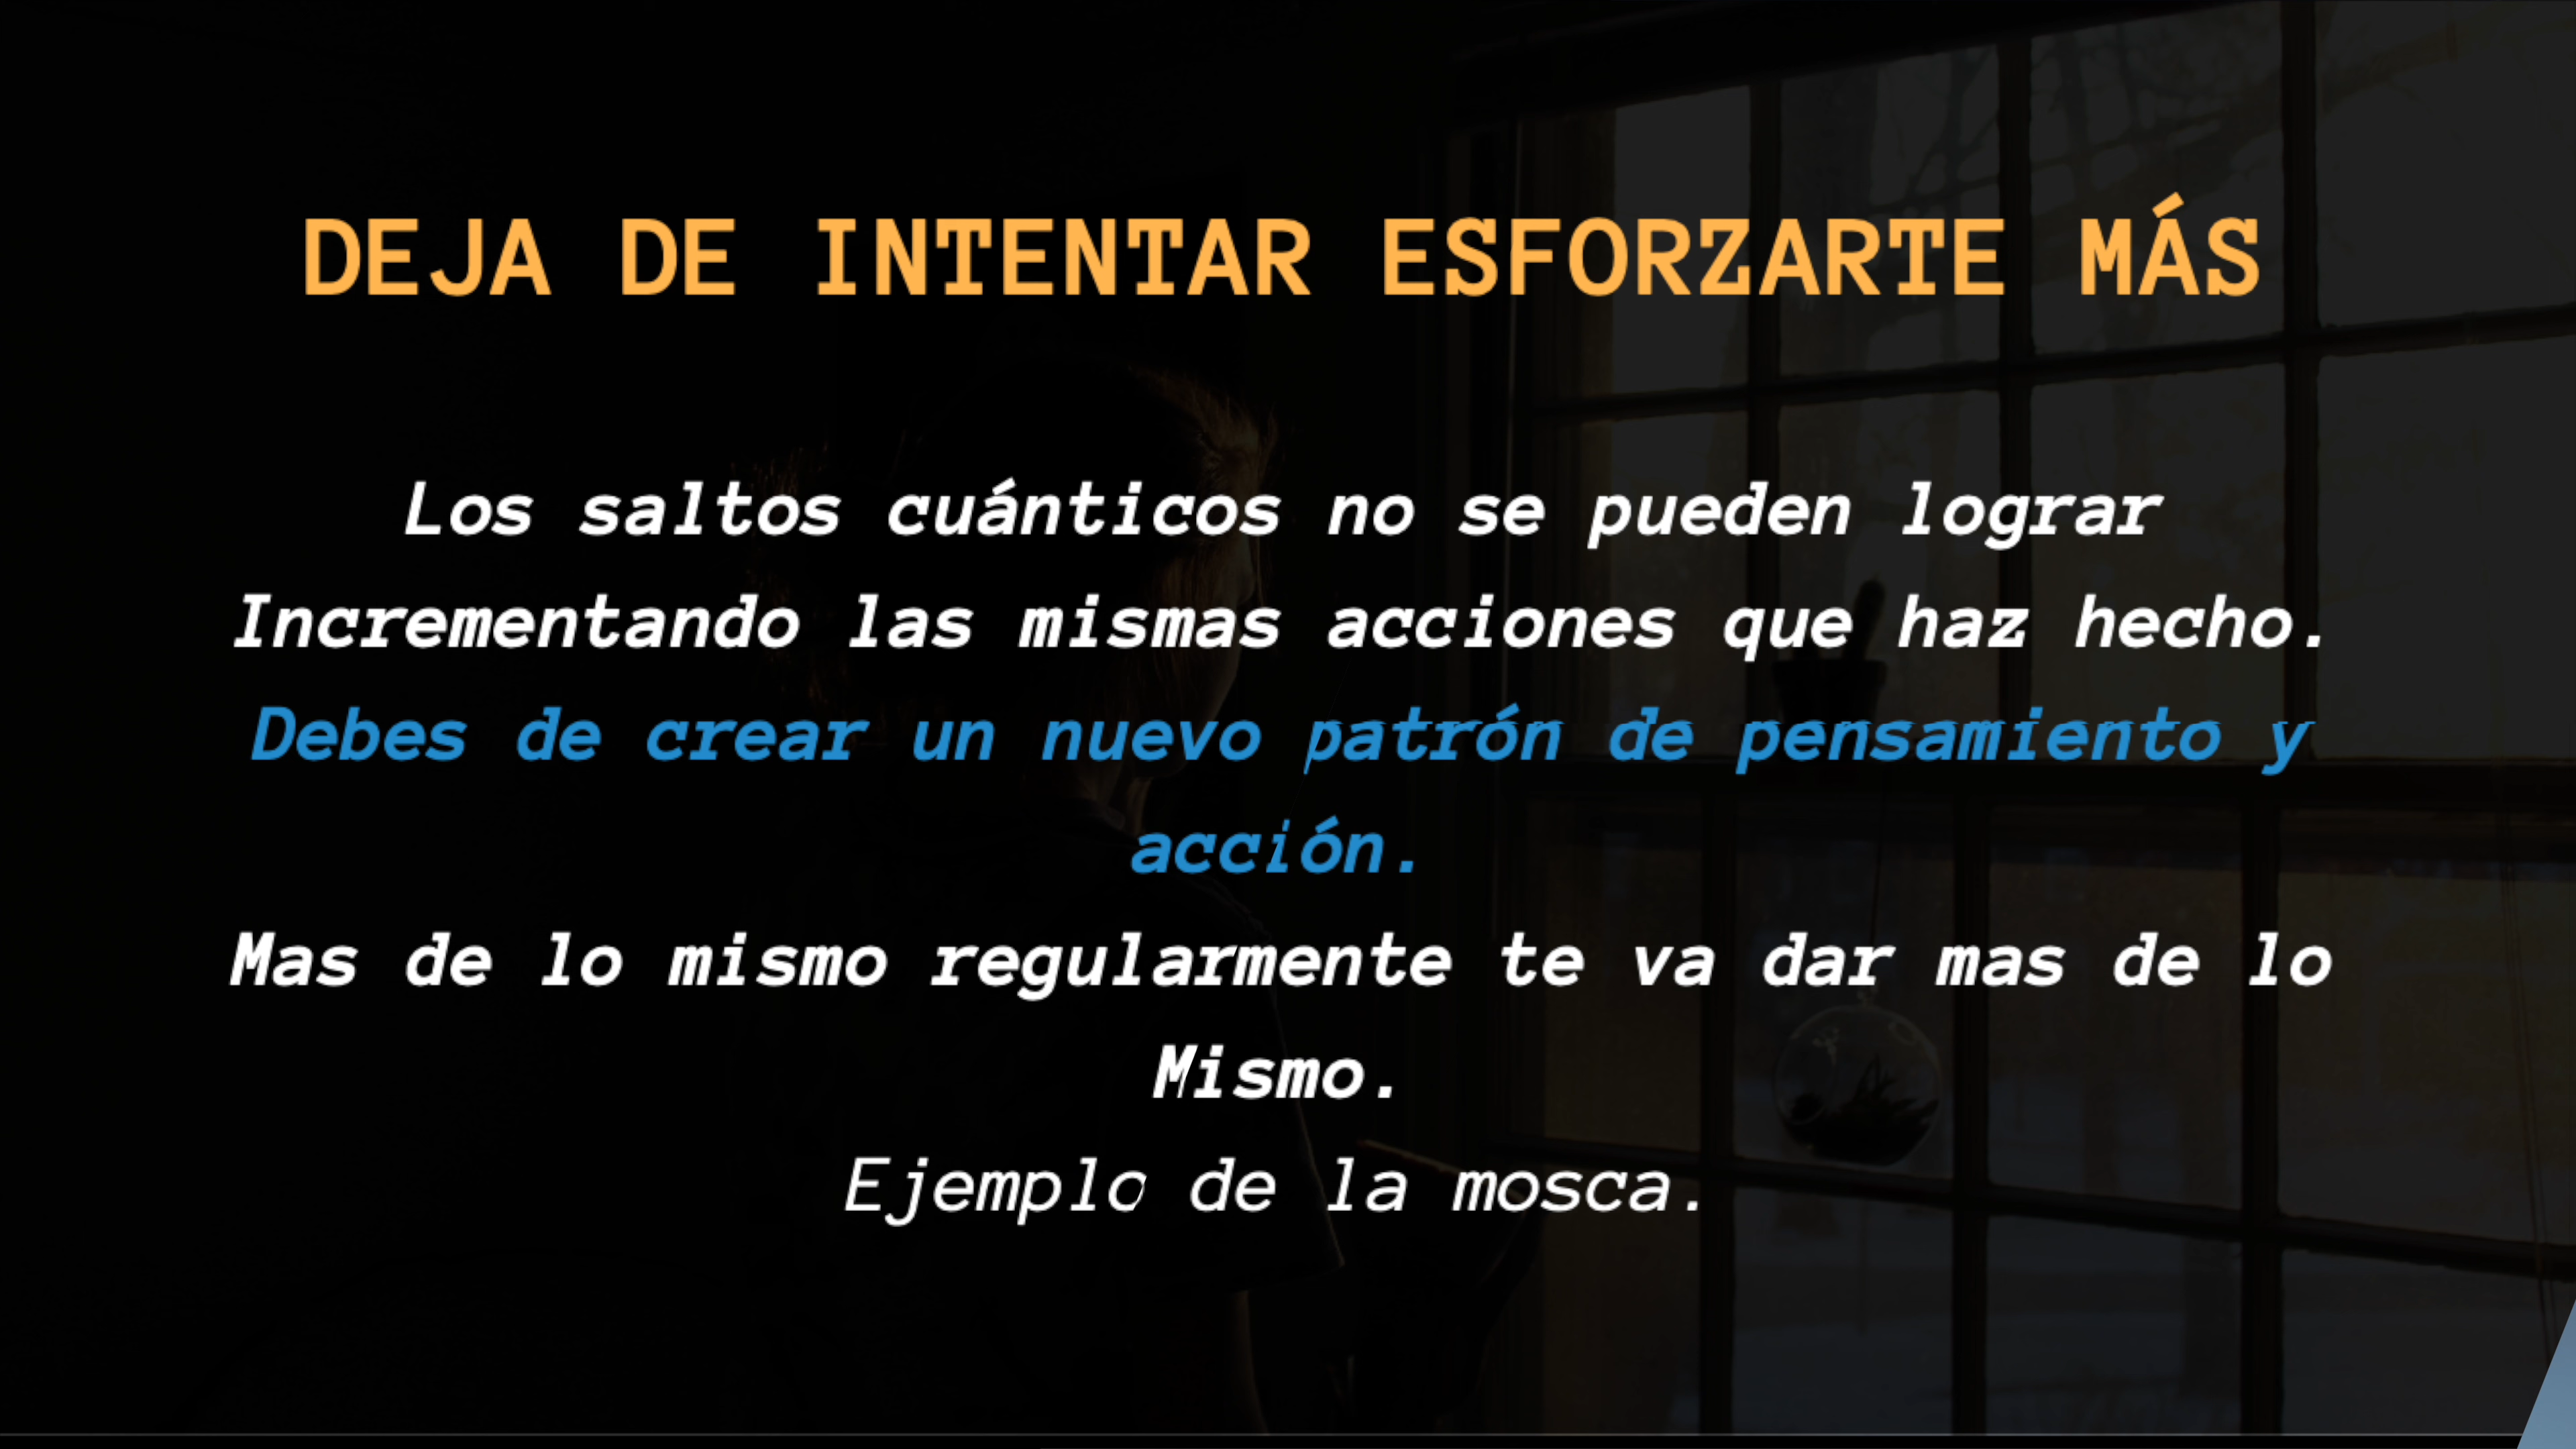 DEJA DE INTENTAR ESFORZARTE MÁS
Los saltos cuánticos no se pueden lograr
Incrementando las mismas acciones que haz hecho.
Debes de crear un nuevo patrón de pensamiento y
acción.
Mas de lo mismo regularmente te va dar mas de lo
Mismo.
Ejemplo de la mosca.